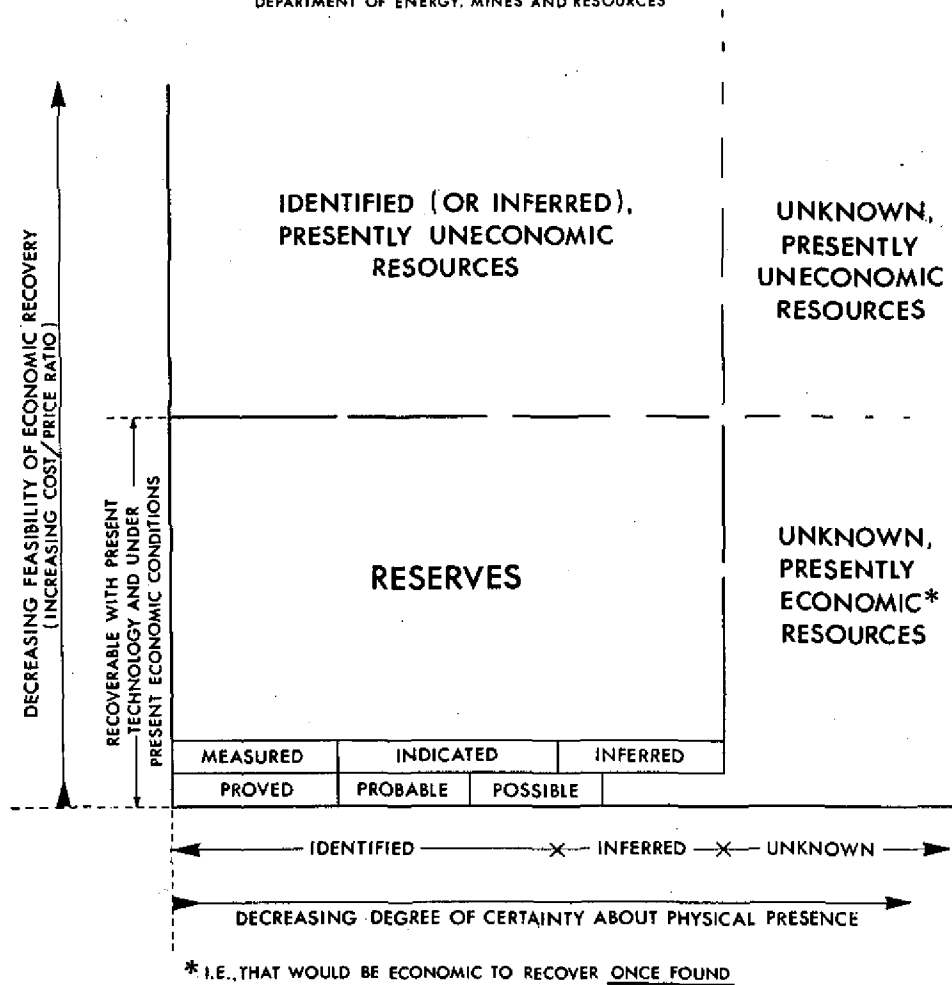 DEPARTMENT OF ENERGY, MINES AND RESOURCES
IDENTIFIED (OR INFERRED),
PRESENTLY UNECONOMIC
RESOURCES
UNKNOWN,
PRESENTLY
UNECONOMIC
RESOURCES
DECREASING FEASIBILITY OF ECONOMIC RECOVERY
(INCREASING COST/PRICE RATIO)
RECOVERABLE WITH PRESENT
TECHNOLOGY AND UNDER
PRESENT ECONOMIC CONDITIONS
RESERVES
UNKNOWN,
PRESENTLY
ECONOMIC*
RESOURCES
MEASURED INDICATED INFERRED
PROVED PROBABLE POSSIBLE
IDENTIFIED INFERRED UNKNOWN
DECREASING DEGREE OF CERTAINTY ABOUT PHYSICAL PRESENCE
* I.E., THAT WOULD BE ECONOMIC TO RECOVER ONCE FOUND